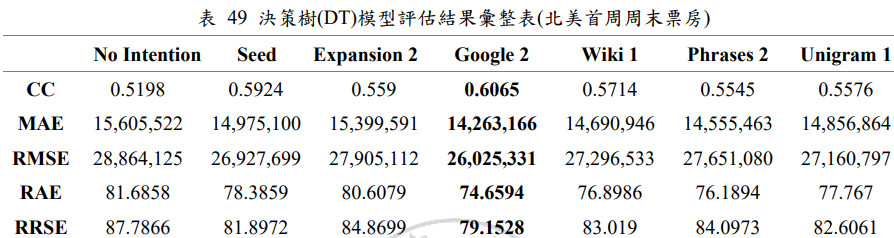 表 49 決策樹(DT)模型評估結果彙整表(北美首周周末票房)
No Intention Seed Expansion 2 Google 2 Wiki 1 Phrases 2 Unigram 1
CC 0.5198 0.5924 0.559 0.6065 0.5714 0.5545 0.5576
MAE 15,605,522 14,975,100 15,399,591 14,263,166 14,690,946 14,555,463 14,856,864
RMSE 28,864,125 26,927,699 27,905,112 26,025,331 27,296,533 27,651,080 27,160,797
RAE 81.6858 78.3859 80.6079 74.6594 76.8986 76.1894 77.767
RRSE 87.7866 81.8972 84.8699 79.1528 83.019 84.0973 82.6061